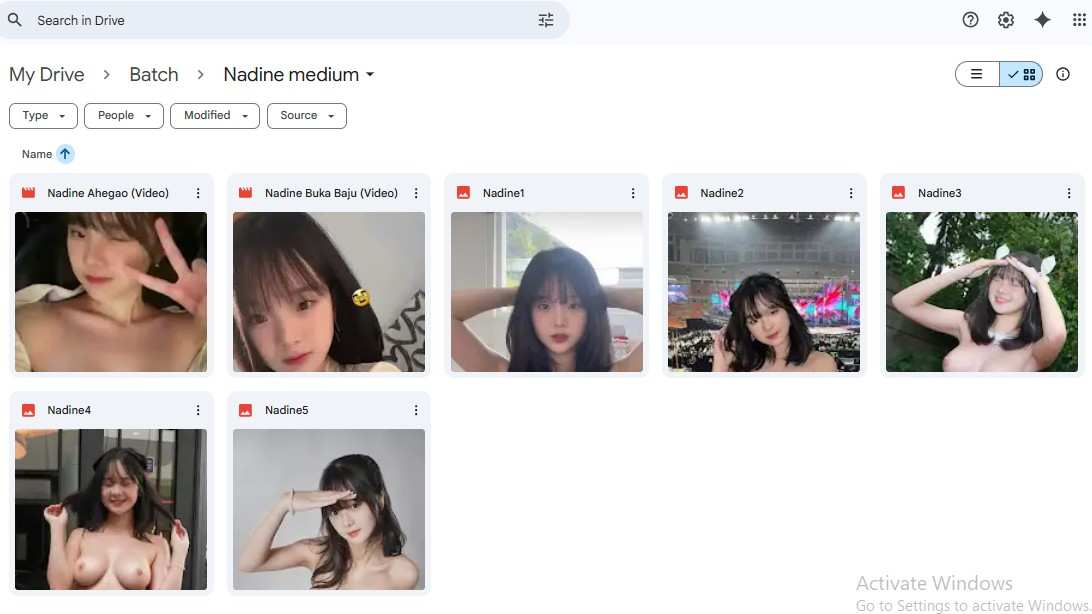 Search in Drive
My Drive > Batch > Nadine medium
Type People Modified Source
Name
Nadine Ahegao (Video)
Nadine Buka Baju (Video)
Nadine1
Nadine2
Nadine3
Nadine4
Nadine5
Activate Windows
Go to Settings to activate Windows.